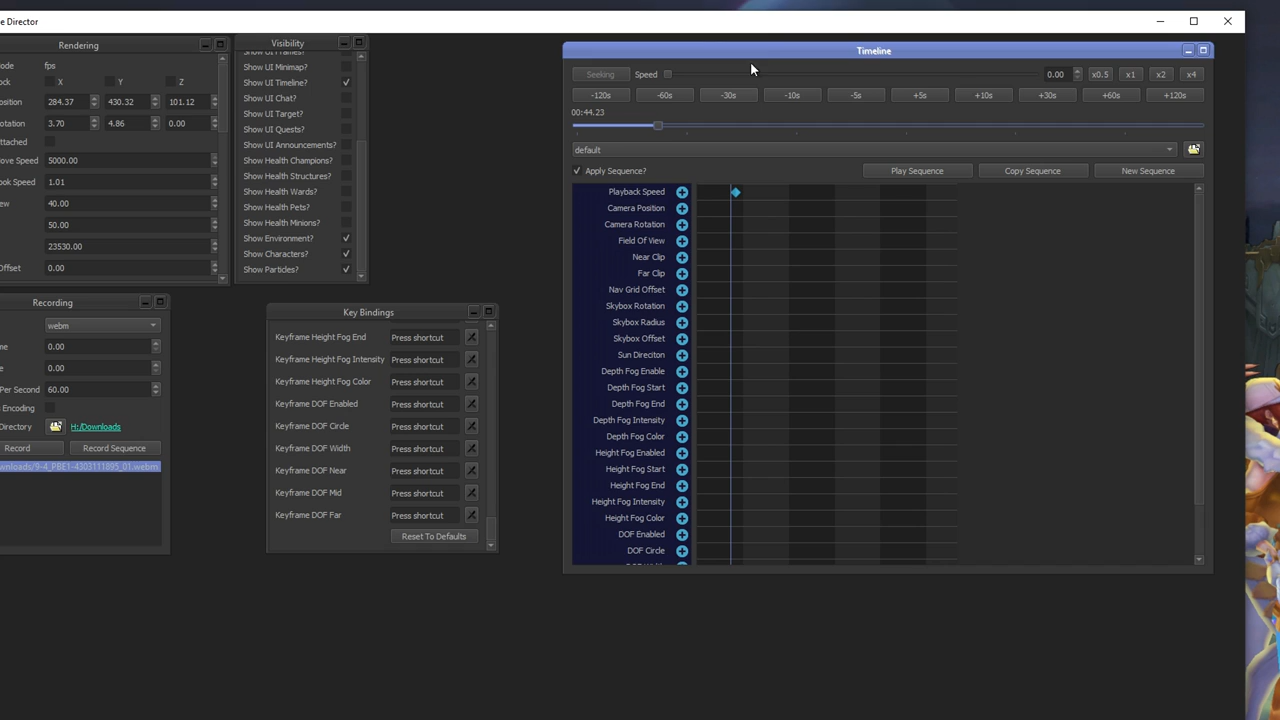 e Director
Rendering
ode fps
ock X Y Z
osition 284.37 430.32 101.12
otation 3.70 4.86 0.00
ttached
ove Speed 5000.00
ook Speed 1.01
ew 40.00
50.00
23530.00
Offset 0.00
Visibility
Show UI Frames?
Show UI Minimap?
Show UI Timeline?
Show UI Chat?
Show UI Target?
Show UI Quests?
Show UI Announcements?
Show Health Champions?
Show Health Structures?
Show Health Wards?
Show Health Pets?
Show Health Minions?
Show Environment?
Show Characters?
Show Particles?
Recording
webm
me 0.00
e 0.00
Per Second 60.00
s Encoding
Directory H:/Downloads
Record Record Sequence
wnloads/9-4_PBE1-4303111895_01.webm
Key Bindings
Keyframe Height Fog End Press shortcut
Keyframe Height Fog Intensity Press shortcut
Keyframe Height Fog Color Press shortcut
Keyframe DOF Enabled Press shortcut
Keyframe DOF Circle Press shortcut
Keyframe DOF Width Press shortcut
Keyframe DOF Near Press shortcut
Keyframe DOF Mid Press shortcut
Keyframe DOF Far Press shortcut
Reset To Defaults
Timeline
Seeking Speed 0.00 x0.5 x1 x2 x4
-120s -60s -30s -10s -5s +5s +10s +30s +60s +120s
00:44.23
default
Apply Sequence? Play Sequence Copy Sequence New Sequence
Playback Speed
Camera Position
Camera Rotation
Field Of View
Near Clip
Far Clip
Nav Grid Offset
Skybox Rotation
Skybox Radius
Skybox Offset
Sun Direciton
Depth Fog Enable
Depth Fog Start
Depth Fog End
Depth Fog Intensity
Depth Fog Color
Height Fog Enabled
Height Fog Start
Height Fog End
Height Fog Intensity
Height Fog Color
DOF Enabled
DOF Circle